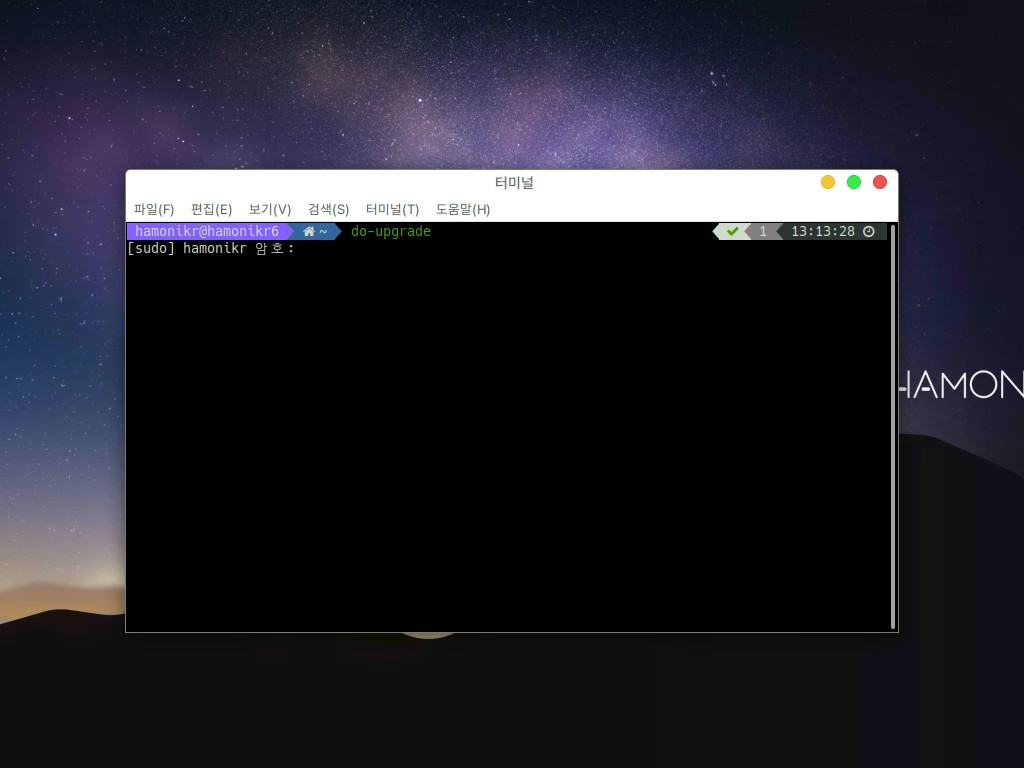 터미널
파일(F) 편집(E) 보기(V) 검색(S) 터미널(T) 도움말(H)
hamonikr@hamonikr6 ~ do-upgrade 1 13:13:28
[sudo] hamonikr 암호:
HAMON